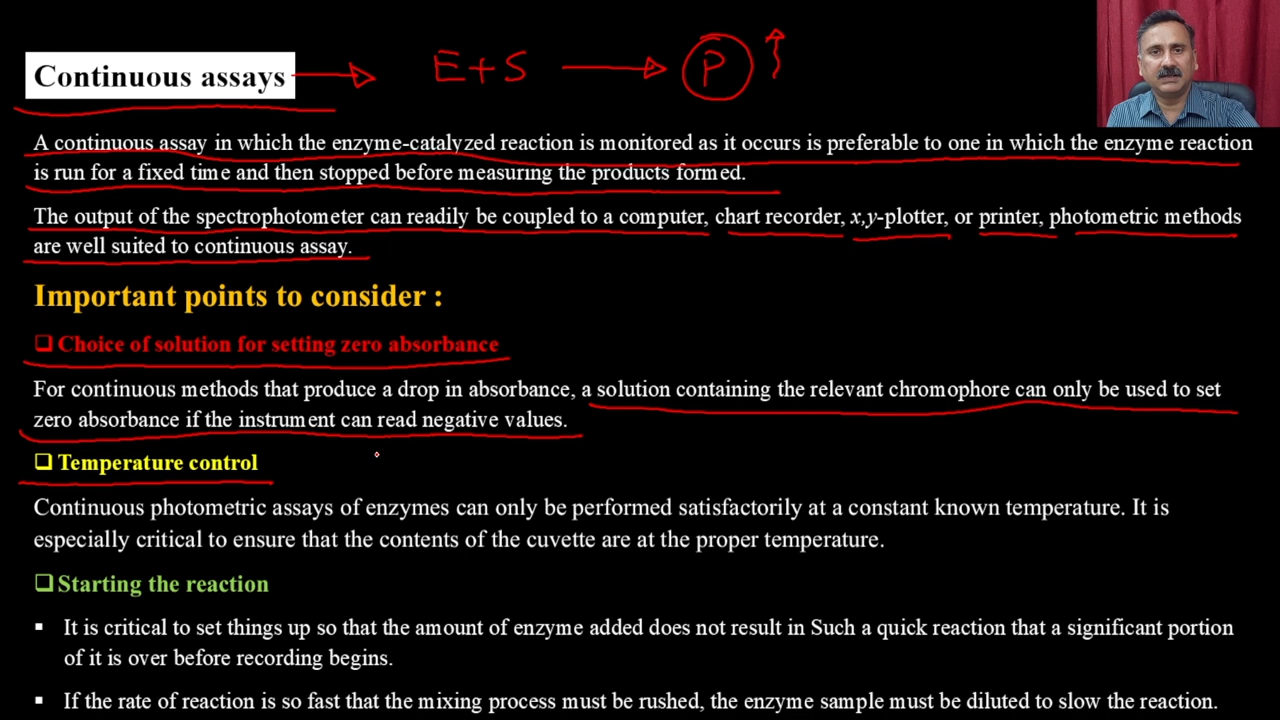 Continuous assays
E+S → P ↑
A continuous assay in which the enzyme-catalyzed reaction is monitored as it occurs is preferable to one in which the enzyme reaction
is run for a fixed time and then stopped before measuring the products formed.
The output of the spectrophotometer can readily be coupled to a computer, chart recorder, x,y-plotter, or printer, photometric methods
are well suited to continuous assay.
Important points to consider :
❑ Choice of solution for setting zero absorbance
For continuous methods that produce a drop in absorbance, a solution containing the relevant chromophore can only be used to set
zero absorbance if the instrument can read negative values.
❑ Temperature control
Continuous photometric assays of enzymes can only be performed satisfactorily at a constant known temperature. It is
especially critical to ensure that the contents of the cuvette are at the proper temperature.
❑ Starting the reaction
▪ It is critical to set things up so that the amount of enzyme added does not result in Such a quick reaction that a significant portion
of it is over before recording begins.
▪ If the rate of reaction is so fast that the mixing process must be rushed, the enzyme sample must be diluted to slow the reaction.